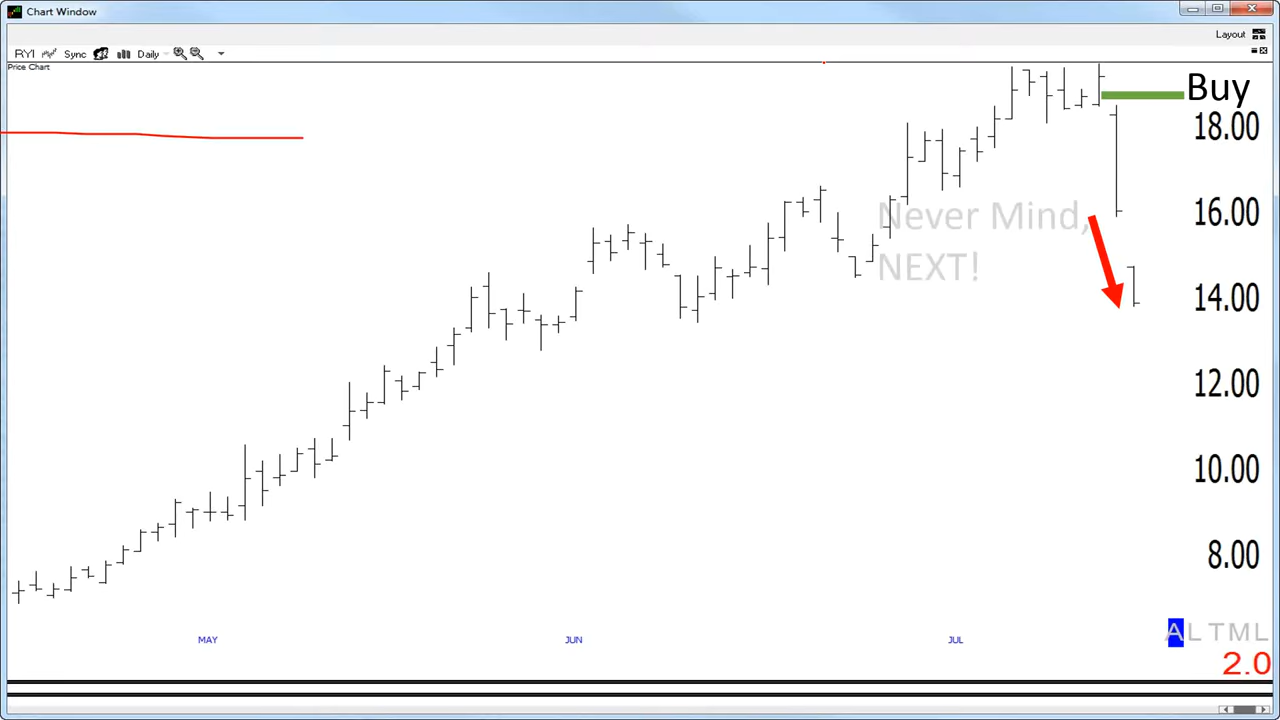 Chart Window
Layout
RYI Sync Daily
Price Chart
Buy
18.00
16.00
Never Mind,
NEXT!
14.00
12.00
10.00
8.00
MAY JUN JUL
ALTML
2.0